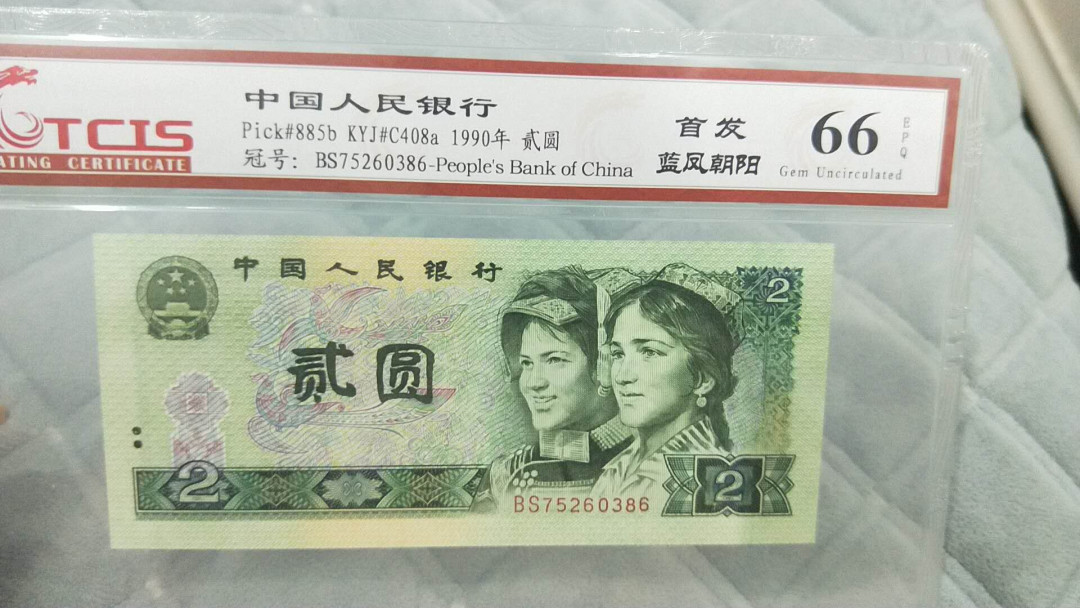 中国人民银行
TCIS
ATING CERTIFICATE
Pick#885b KYJ#C408a 1990年 贰圆
冠号: BS75260386-People's Bank of China
首发
蓝凤朝阳
66
EPQ
Gem Uncirculated
中国人民银行
2
贰圆
2
BS75260386
2